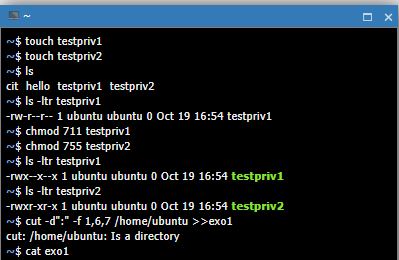 ~
~$ touch testpriv1
~$ touch testpriv2
~$ ls
cit hello testpriv1 testpriv2
~$ ls -ltr testpriv1
-rw-r--r-- 1 ubuntu ubuntu 0 Oct 19 16:54 testpriv1
~$ chmod 711 testpriv1
~$ chmod 755 testpriv2
~$ ls -ltr testpriv1
-rwx--x--x 1 ubuntu ubuntu 0 Oct 19 16:54 testpriv1
~$ ls -ltr testpriv2
-rwxr-xr-x 1 ubuntu ubuntu 0 Oct 19 16:54 testpriv2
~$ cut -d":" -f 1,6,7 /home/ubuntu >>exo1
cut: /home/ubuntu: Is a directory
~$ cat exo1